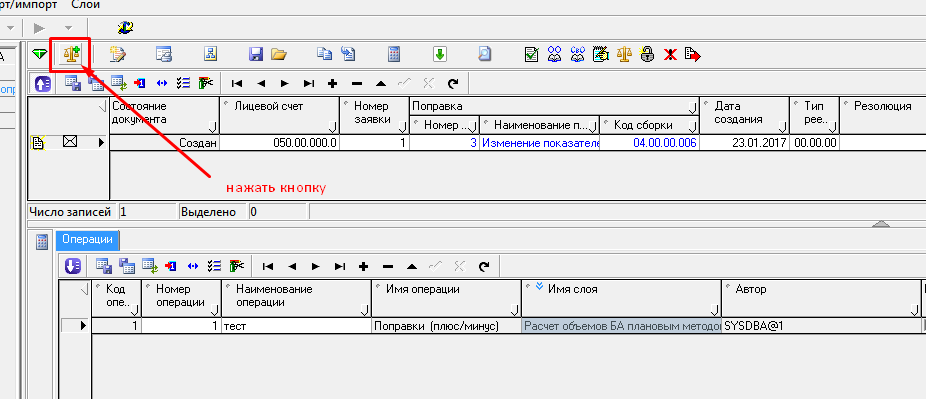 рт/импорт Слои
А
опр
Состояние документа Лицевой счет Номер заявки Поправка Дата создания Тип рее.. Резолюция
Номер ... Наименование п... Код сборки
Создан 050.00.000.0 1 3 Изменение показателе 04.00.00.006 23.01.2017 00.00.00
нажать кнопку
Число записей 1 Выделено 0
Операции
Код опе.. Номер операции Наименование операции Имя операции Имя слоя Автор
1 1 тест Поправки (плюс/минус) Расчет объемов БА плановым методо SYSDBA@1